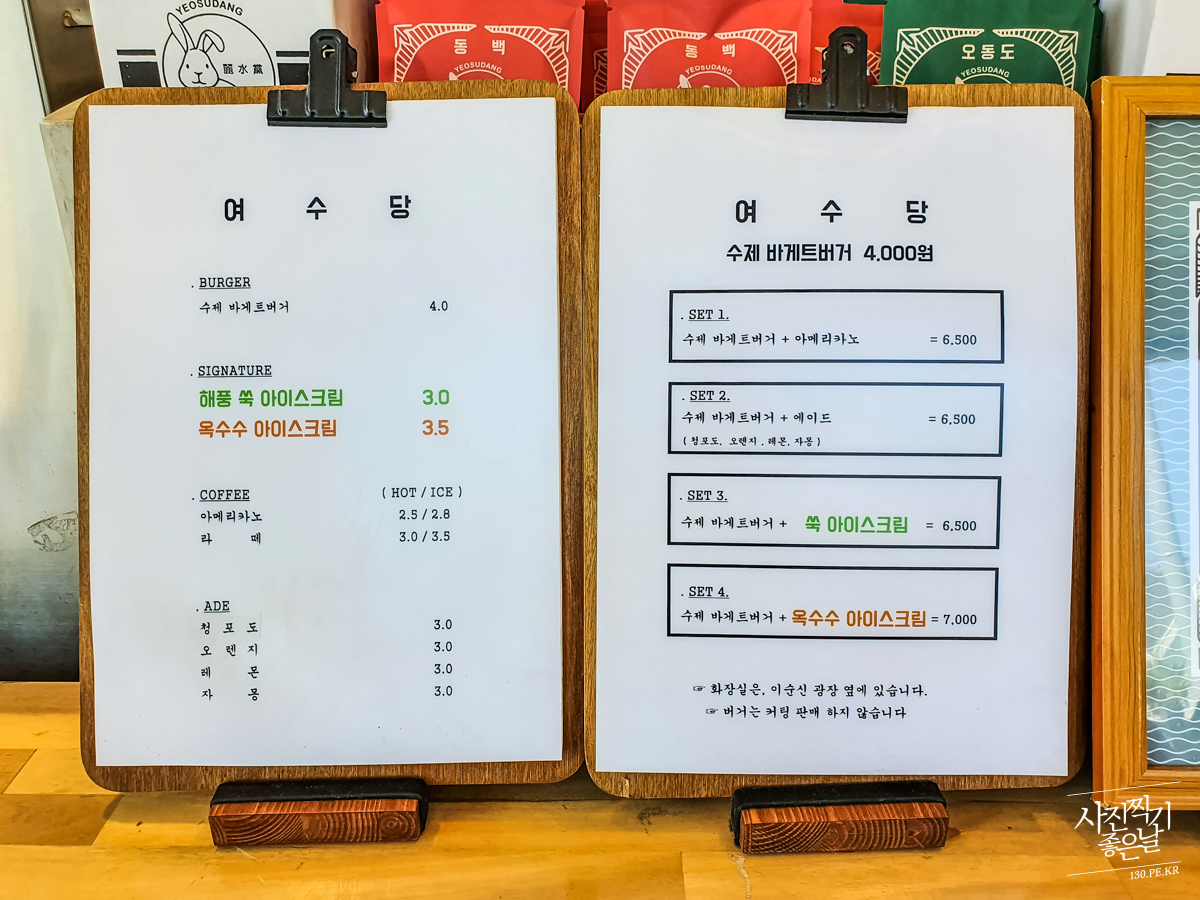 YEOSUDANG
麗水黨
YEOSUDANG
동백
YEOSUDANG
동백
YEOSUDANG
오동도
YEOSUDANG
여 수 당
. BURGER
수제 바게트버거 4.0
. SIGNATURE
해풍 쑥 아이스크림 3.0
옥수수 아이스크림 3.5
. COFFEE ( HOT / ICE )
아메리카노 2.5 / 2.8
라 떼 3.0 / 3.5
. ADE
청 포 도 3.0
오 렌 지 3.0
레 몬 3.0
자 몽 3.0
여 수 당
수제 바게트버거 4.000원
. SET 1.
수제 바게트버거 + 아메리카노 = 6,500
. SET 2.
수제 바게트버거 + 에이드 = 6,500
( 청포도, 오렌지 , 레몬, 자몽 )
. SET 3.
수제 바게트버거 + 쑥 아이스크림 = 6,500
. SET 4.
수제 바게트버거 + 옥수수 아이스크림 = 7,000
☞ 화장실은, 이순신 광장 옆에 있습니다.
☞ 버거는 커팅 판매 하지 않습니다
사진찍기
좋은날
130.PE.KR